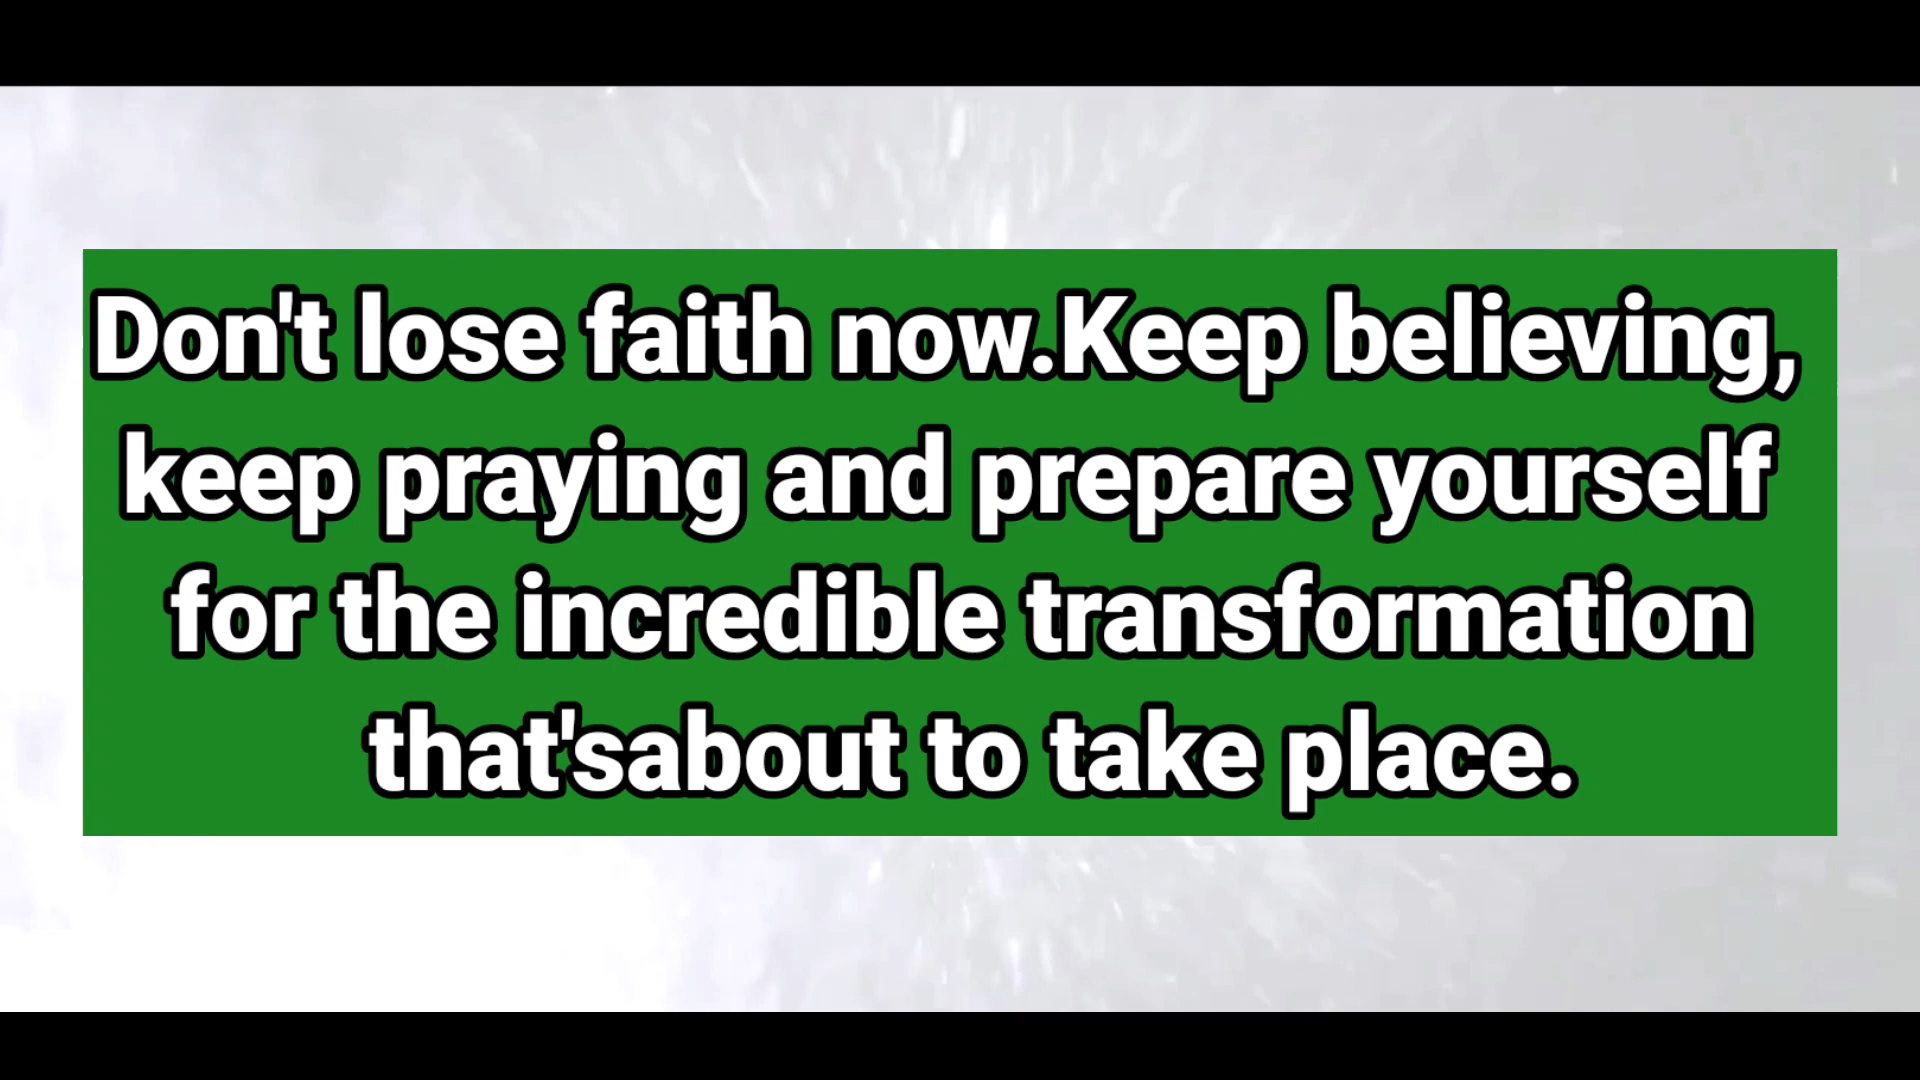 Don't lose faith now.Keep believing,
keep praying and prepare yourself
for the incredible transformation
that'sabout to take place.